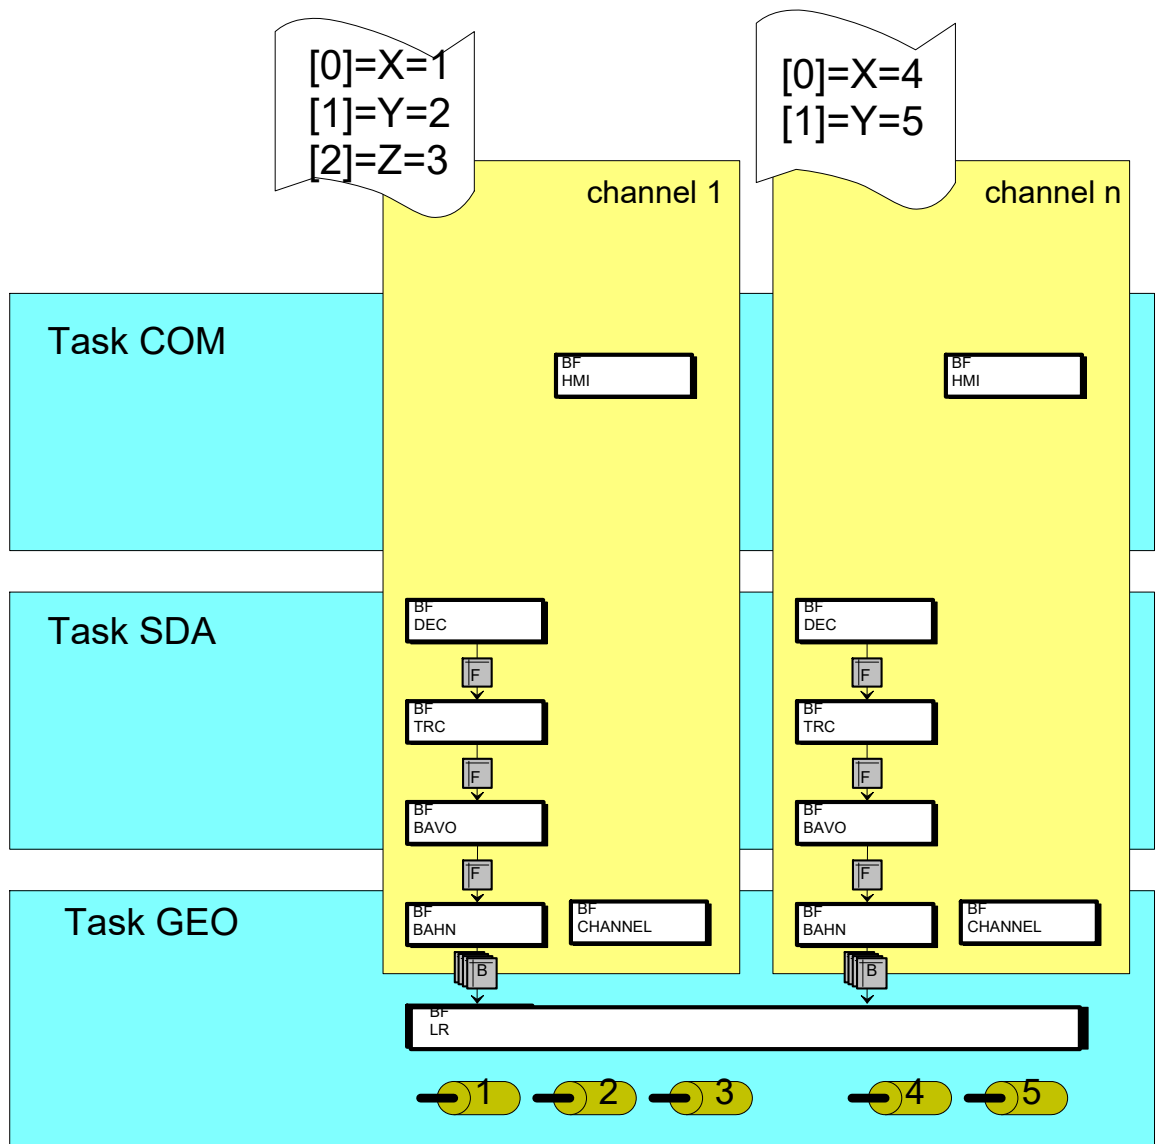 [0]=X=1
[1]=Y=2
[2]=Z=3
[0]=X=4
[1]=Y=5
channel 1
channel n
Task COM
BF
HMI
BF
HMI
Task SDA
BF
DEC
BF
DEC
F
F
BF
TRC
BF
TRC
F
F
BF
BAVO
BF
BAVO
F
F
Task GEO
BF
BAHN
BF
CHANNEL
BF
BAHN
BF
CHANNEL
B
B
BF
LR
1
2
3
4
5